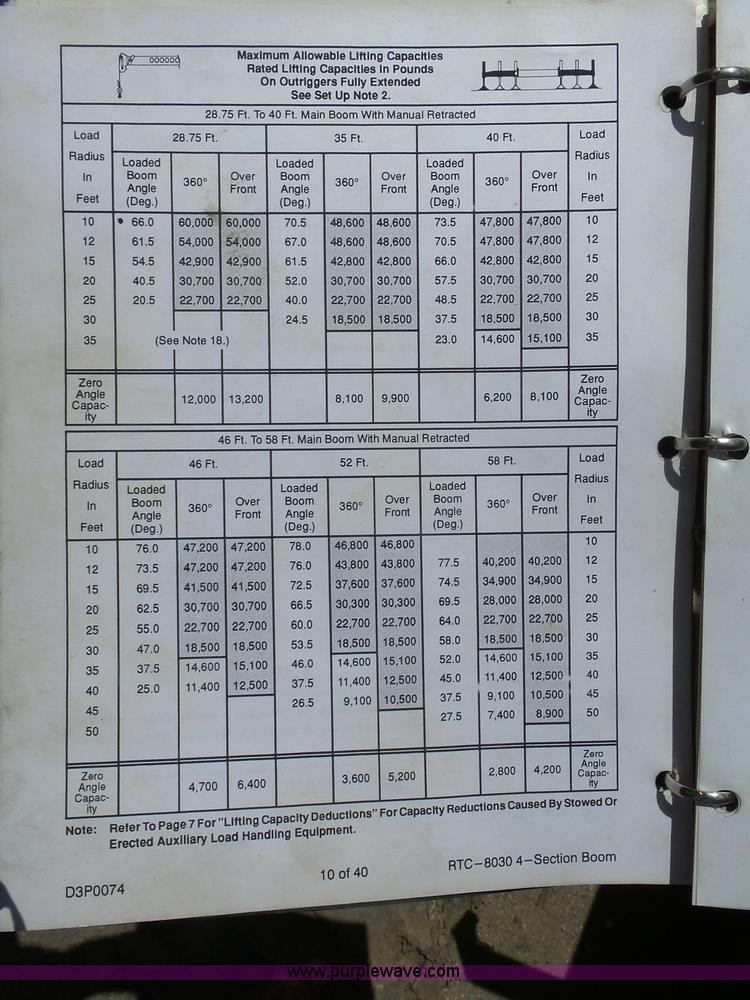 Maximum Allowable Lifting Capacities
Rated Lifting Capacities In Pounds
On Outriggers Fully Extended
See Set Up Note 2.
28.75 Ft. To 40 Ft. Main Boom With Manual Retracted
Load Radius In Feet 28.75 Ft. 35 Ft. 40 Ft. Load Radius In Feet
Loaded Boom Angle (Deg.) 360° Over Front Loaded Boom Angle (Deg.) 360° Over Front Loaded Boom Angle (Deg.) 360° Over Front
10 66.0 60,000 60,000 70.5 48,600 48,600 73.5 47,800 47,800 10
12 61.5 54,000 54,000 67.0 48,600 48,600 70.5 47,800 47,800 12
15 54.5 42,900 42,900 61.5 42,800 42,800 66.0 42,800 42,800 15
20 40.5 30,700 30,700 52.0 30,700 30,700 57.5 30,700 30,700 20
25 20.5 22,700 22,700 40.0 22,700 22,700 48.5 22,700 22,700 25
30 24.5 18,500 18,500 37.5 18,500 18,500 30
35 (See Note 18.) 23.0 14,600 15,100 35
Zero Angle Capac- ity 12,000 13,200 8,100 9,900 6,200 8,100 Zero Angle Capac- ity
46 Ft. To 58 Ft. Main Boom With Manual Retracted
Load Radius In Feet 46 Ft. 52 Ft. 58 Ft. Load Radius In Feet
Loaded Boom Angle (Deg.) 360° Over Front Loaded Boom Angle (Deg.) 360° Over Front Loaded Boom Angle (Deg.) 360° Over Front
10 76.0 47,200 47,200 78.0 46,800 46,800 10
12 73.5 47,200 47,200 76.0 43,800 43,800 77.5 40,200 40,200 12
15 69.5 41,500 41,500 72.5 37,600 37,600 74.5 34,900 34,900 15
20 62.5 30,700 30,700 66.5 30,300 30,300 69.5 28,000 28,000 20
25 55.0 22,700 22,700 60.0 22,700 22,700 64.0 22,700 22,700 25
30 47.0 18,500 18,500 53.5 18,500 18,500 58.0 18,500 18,500 30
35 37.5 14,600 15,100 46.0 14,600 15,100 52.0 14,600 15,100 35
40 25.0 11,400 12,500 37.5 11,400 12,500 45.0 11,400 12,500 40
45 26.5 9,100 10,500 37.5 9,100 10,500 45
50 27.5 7,400 8,900 50
Zero Angle Capac- ity 4,700 6,400 3,600 5,200 2,800 4,200 Zero Angle Capac- ity
Note: Refer To Page 7 For "Lifting Capacity Deductions" For Capacity Reductions Caused By Stowed Or
Erected Auxiliary Load Handling Equipment.
10 of 40
RTC-8030 4-Section Boom
D3P0074
www.purplewave.com